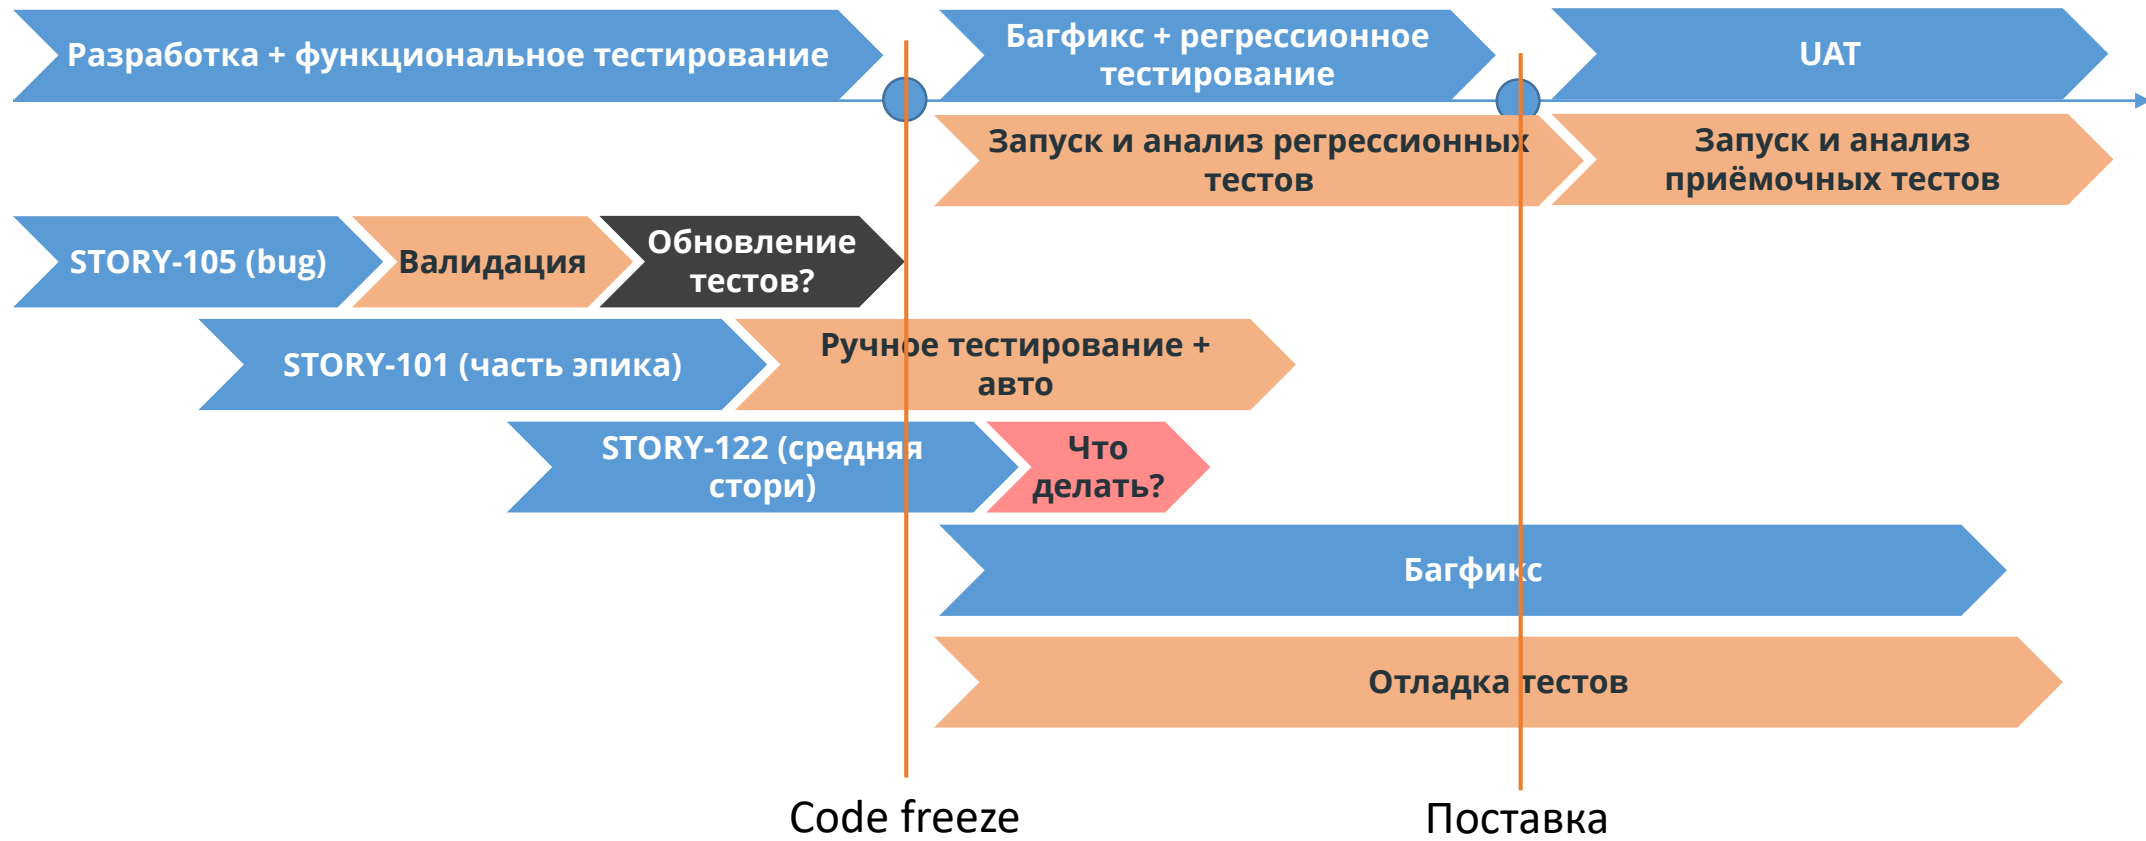 Разработка + функциональное тестирование
Багфикс + регрессионное
тестирование
UAT
Запуск и анализ регрессионных
тестов
Запуск и анализ
приёмочных тестов
STORY-105 (bug)
Валидация
Обновление
тестов?
STORY-101 (часть эпика)
Ручное тестирование +
авто
STORY-122 (средняя
стори)
Что
делать?
Багфикс
Отладка тестов
Code freeze
Поставка